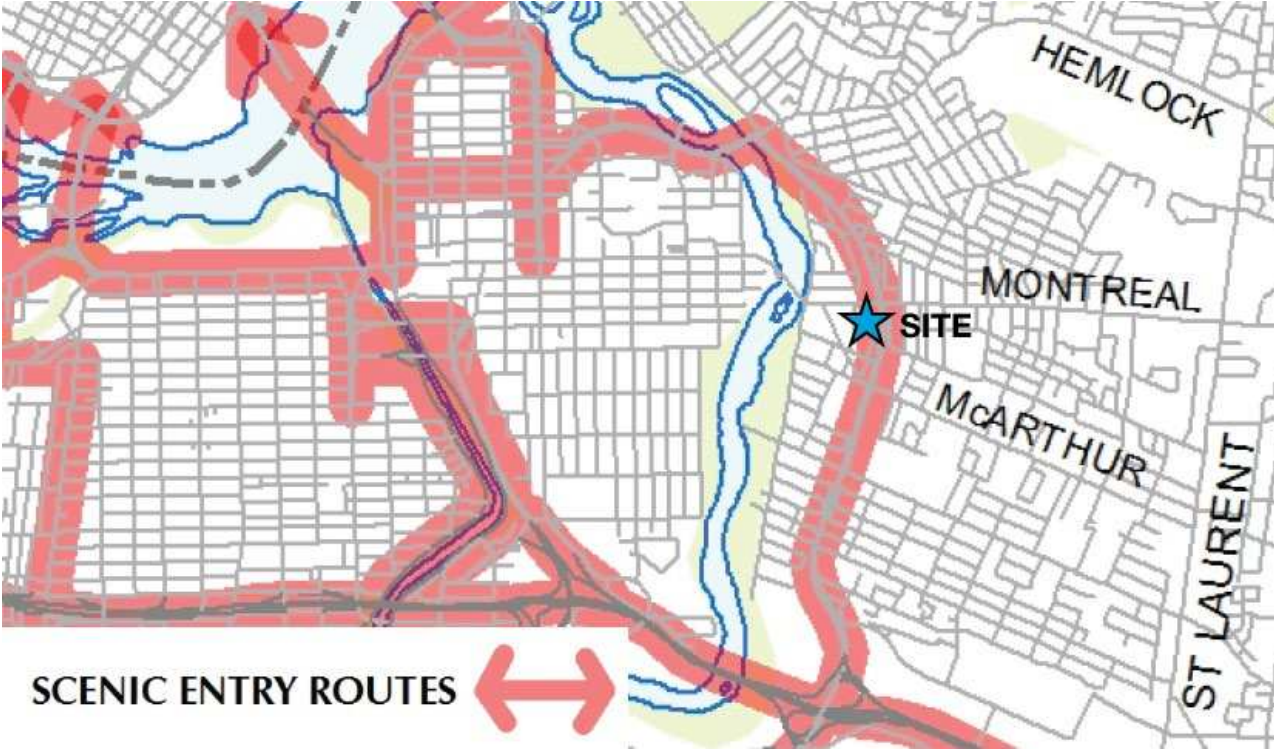 HEMLOCK
MONTREAL
SITE
McARTHUR
ST LAURENT
SCENIC ENTRY ROUTES